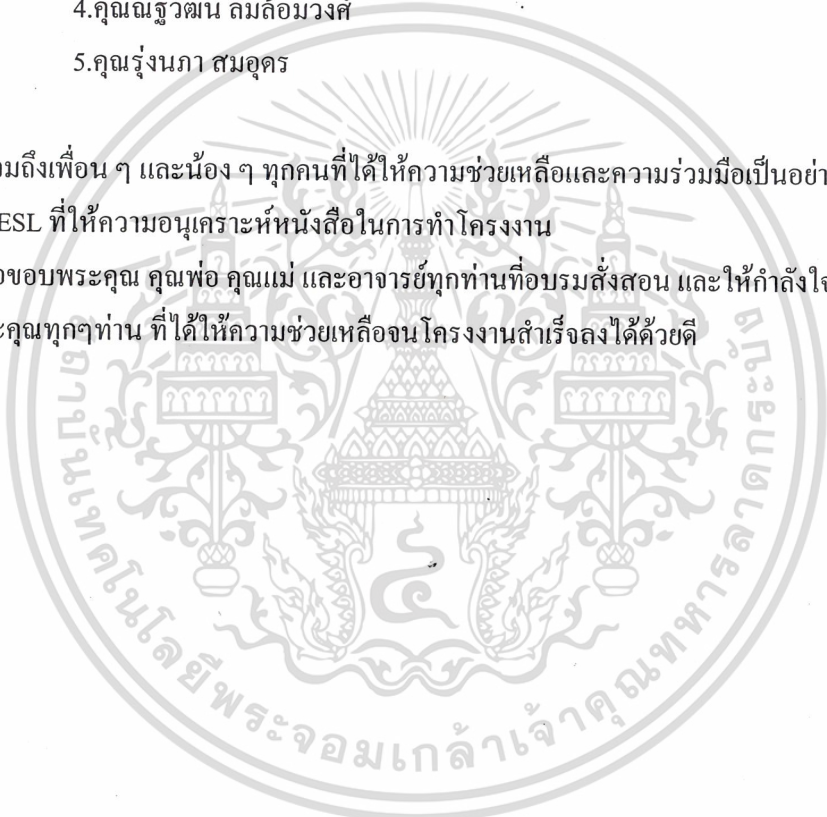 4.คุณณัฐวัฒน์ ลิ้มล้อมวงศ์
5.คุณรุ่งนภา สมอุดร
มถึงเพื่อน ๆ และน้อง ๆ ทุกคนที่ได้ให้ความช่วยเหลือและความร่วมมือเป็นอย่า
ESL ที่ให้ความอนุเคราะห์หนังสือในการทำโครงงาน
อขอบพระคุณ คุณพ่อ คุณแม่ และอาจารย์ทุกท่านที่อบรมสั่งสอน และให้กำลังใจ
ะคุณทุกๆท่าน ที่ได้ให้ความช่วยเหลือจนโครงงานสำเร็จลงได้ด้วยดี
สถาบันเทคโนโลยีพระจอมเกล้าเจ้าคุณทหารลาดกระบัง